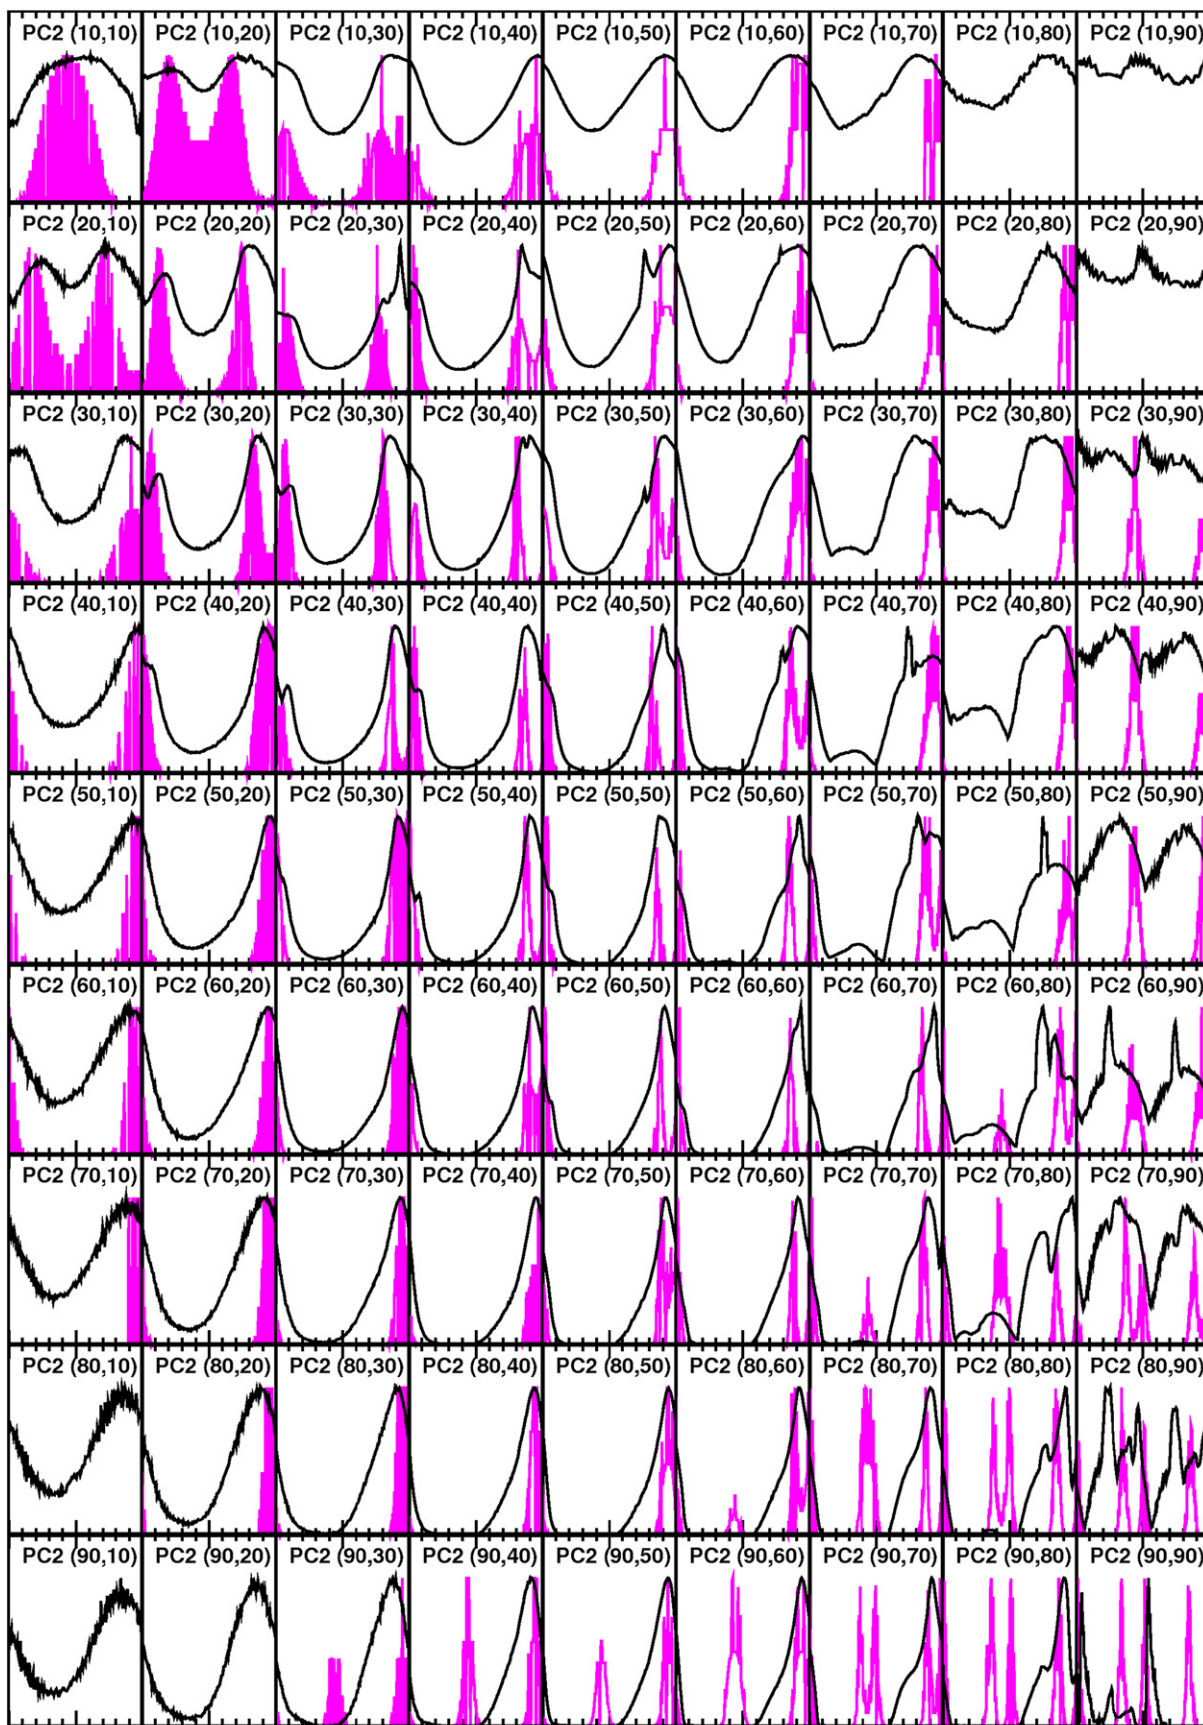 PC2 (10,10) PC2 (10,20) PC2 (10,30) PC2 (10,40) PC2 (10,50) PC2 (10,60) PC2 (10,70) PC2 (10,80) PC2 (10,90)
PC2 (20,10) PC2 (20,20) PC2 (20,30) PC2 (20,40) PC2 (20,50) PC2 (20,60) PC2 (20,70) PC2 (20,80) PC2 (20,90)
PC2 (30,10) PC2 (30,20) PC2 (30,30) PC2 (30,40) PC2 (30,50) PC2 (30,60) PC2 (30,70) PC2 (30,80) PC2 (30,90)
PC2 (40,10) PC2 (40,20) PC2 (40,30) PC2 (40,40) PC2 (40,50) PC2 (40,60) PC2 (40,70) PC2 (40,80) PC2 (40,90)
PC2 (50,10) PC2 (50,20) PC2 (50,30) PC2 (50,40) PC2 (50,50) PC2 (50,60) PC2 (50,70) PC2 (50,80) PC2 (50,90)
PC2 (60,10) PC2 (60,20) PC2 (60,30) PC2 (60,40) PC2 (60,50) PC2 (60,60) PC2 (60,70) PC2 (60,80) PC2 (60,90)
PC2 (70,10) PC2 (70,20) PC2 (70,30) PC2 (70,40) PC2 (70,50) PC2 (70,60) PC2 (70,70) PC2 (70,80) PC2 (70,90)
PC2 (80,10) PC2 (80,20) PC2 (80,30) PC2 (80,40) PC2 (80,50) PC2 (80,60) PC2 (80,70) PC2 (80,80) PC2 (80,90)
PC2 (90,10) PC2 (90,20) PC2 (90,30) PC2 (90,40) PC2 (90,50) PC2 (90,60) PC2 (90,70) PC2 (90,80) PC2 (90,90)